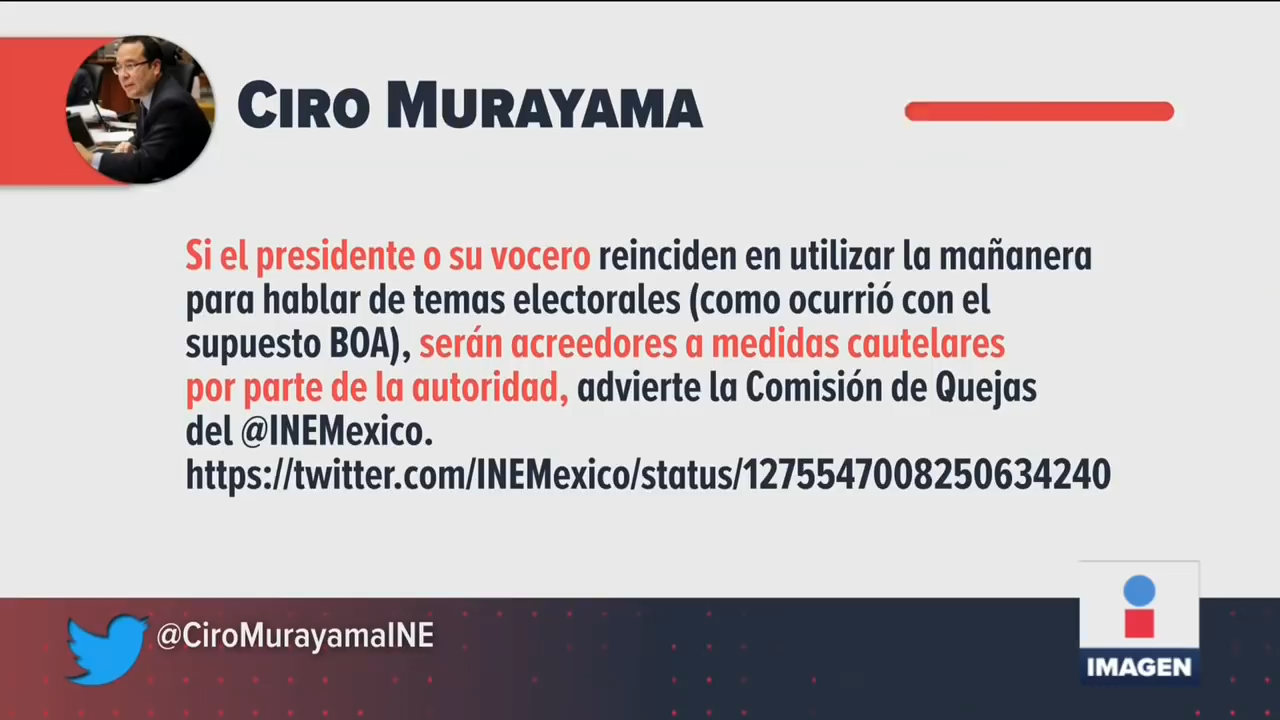 CIRO MURAYAMA
Si el presidente o su vocero reinciden en utilizar la mañanera
para hablar de temas electorales (como ocurrió con el
supuesto BOA), serán acreedores a medidas cautelares
por parte de la autoridad, advierte la Comisión de Quejas
del @INEMexico.
https://twitter.com/INEMexico/status/1275547008250634240
@CiroMurayamaINE
IMAGEN